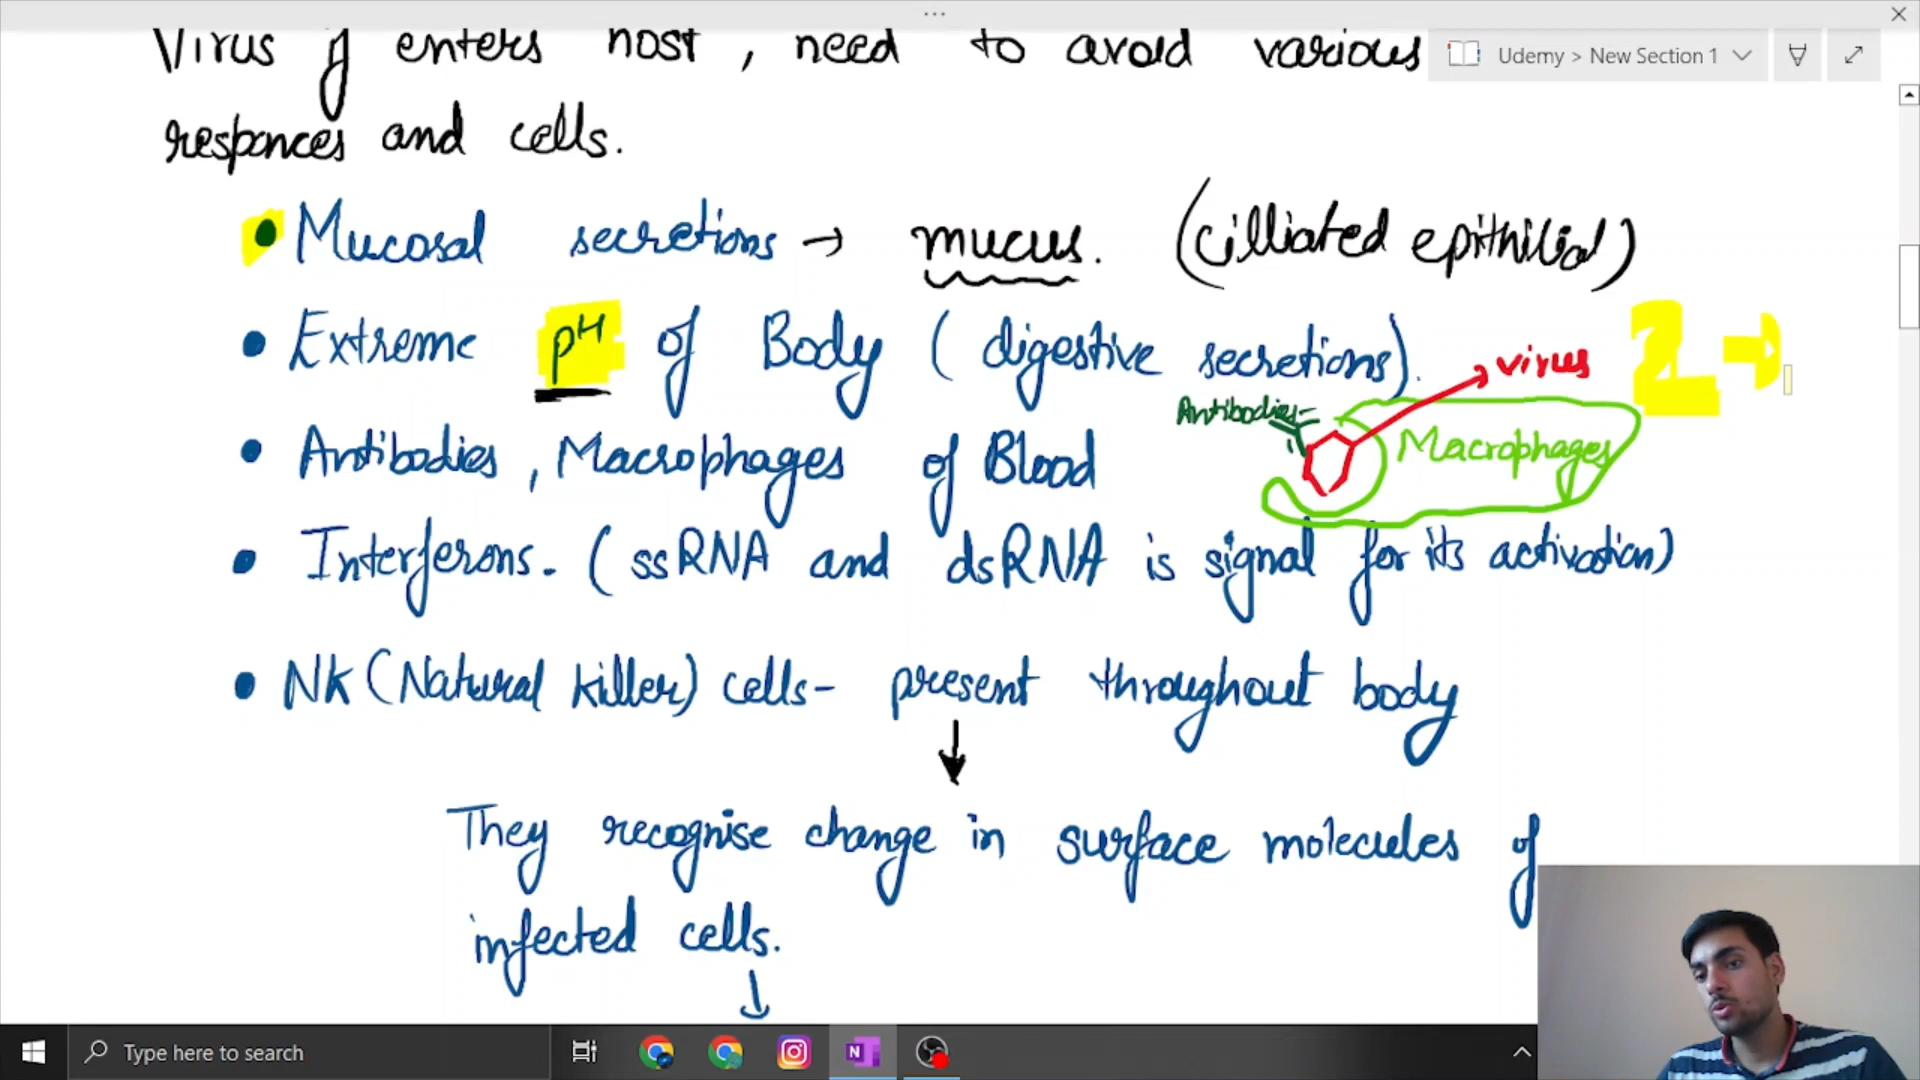 Virus if enters host, need to avoid various
Udemy > New Section 1
responces and cells.
• Mucosal secretions → mucus. (cilliated epithilial)
• Extreme pH of Body (digestive secretions).
virus
2 →
Antibodies
• Antibodies, Macrophages of Blood
Macrophages
• Interferons. (ssRNA and dsRNA is signal for its activation)
• NK (Natural killer) cells- present throughout body
They recognise change in surface molecules of
infected cells.
Type here to search